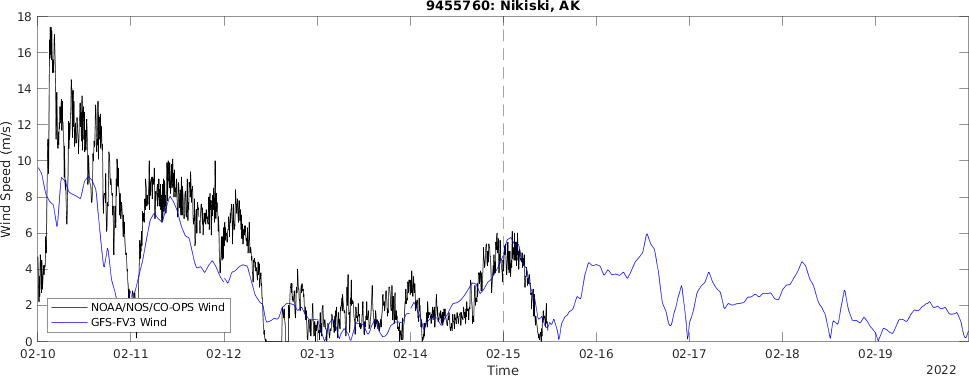 9455760: Nikiski, AK
18
16
14
12
10
8
6
4
2
0
Wind Speed (m/s)
NOAA/NOS/CO-OPS Wind
GFS-FV3 Wind
02-10 02-11 02-12 02-13 02-14 02-15 02-16 02-17 02-18 02-19
Time
2022